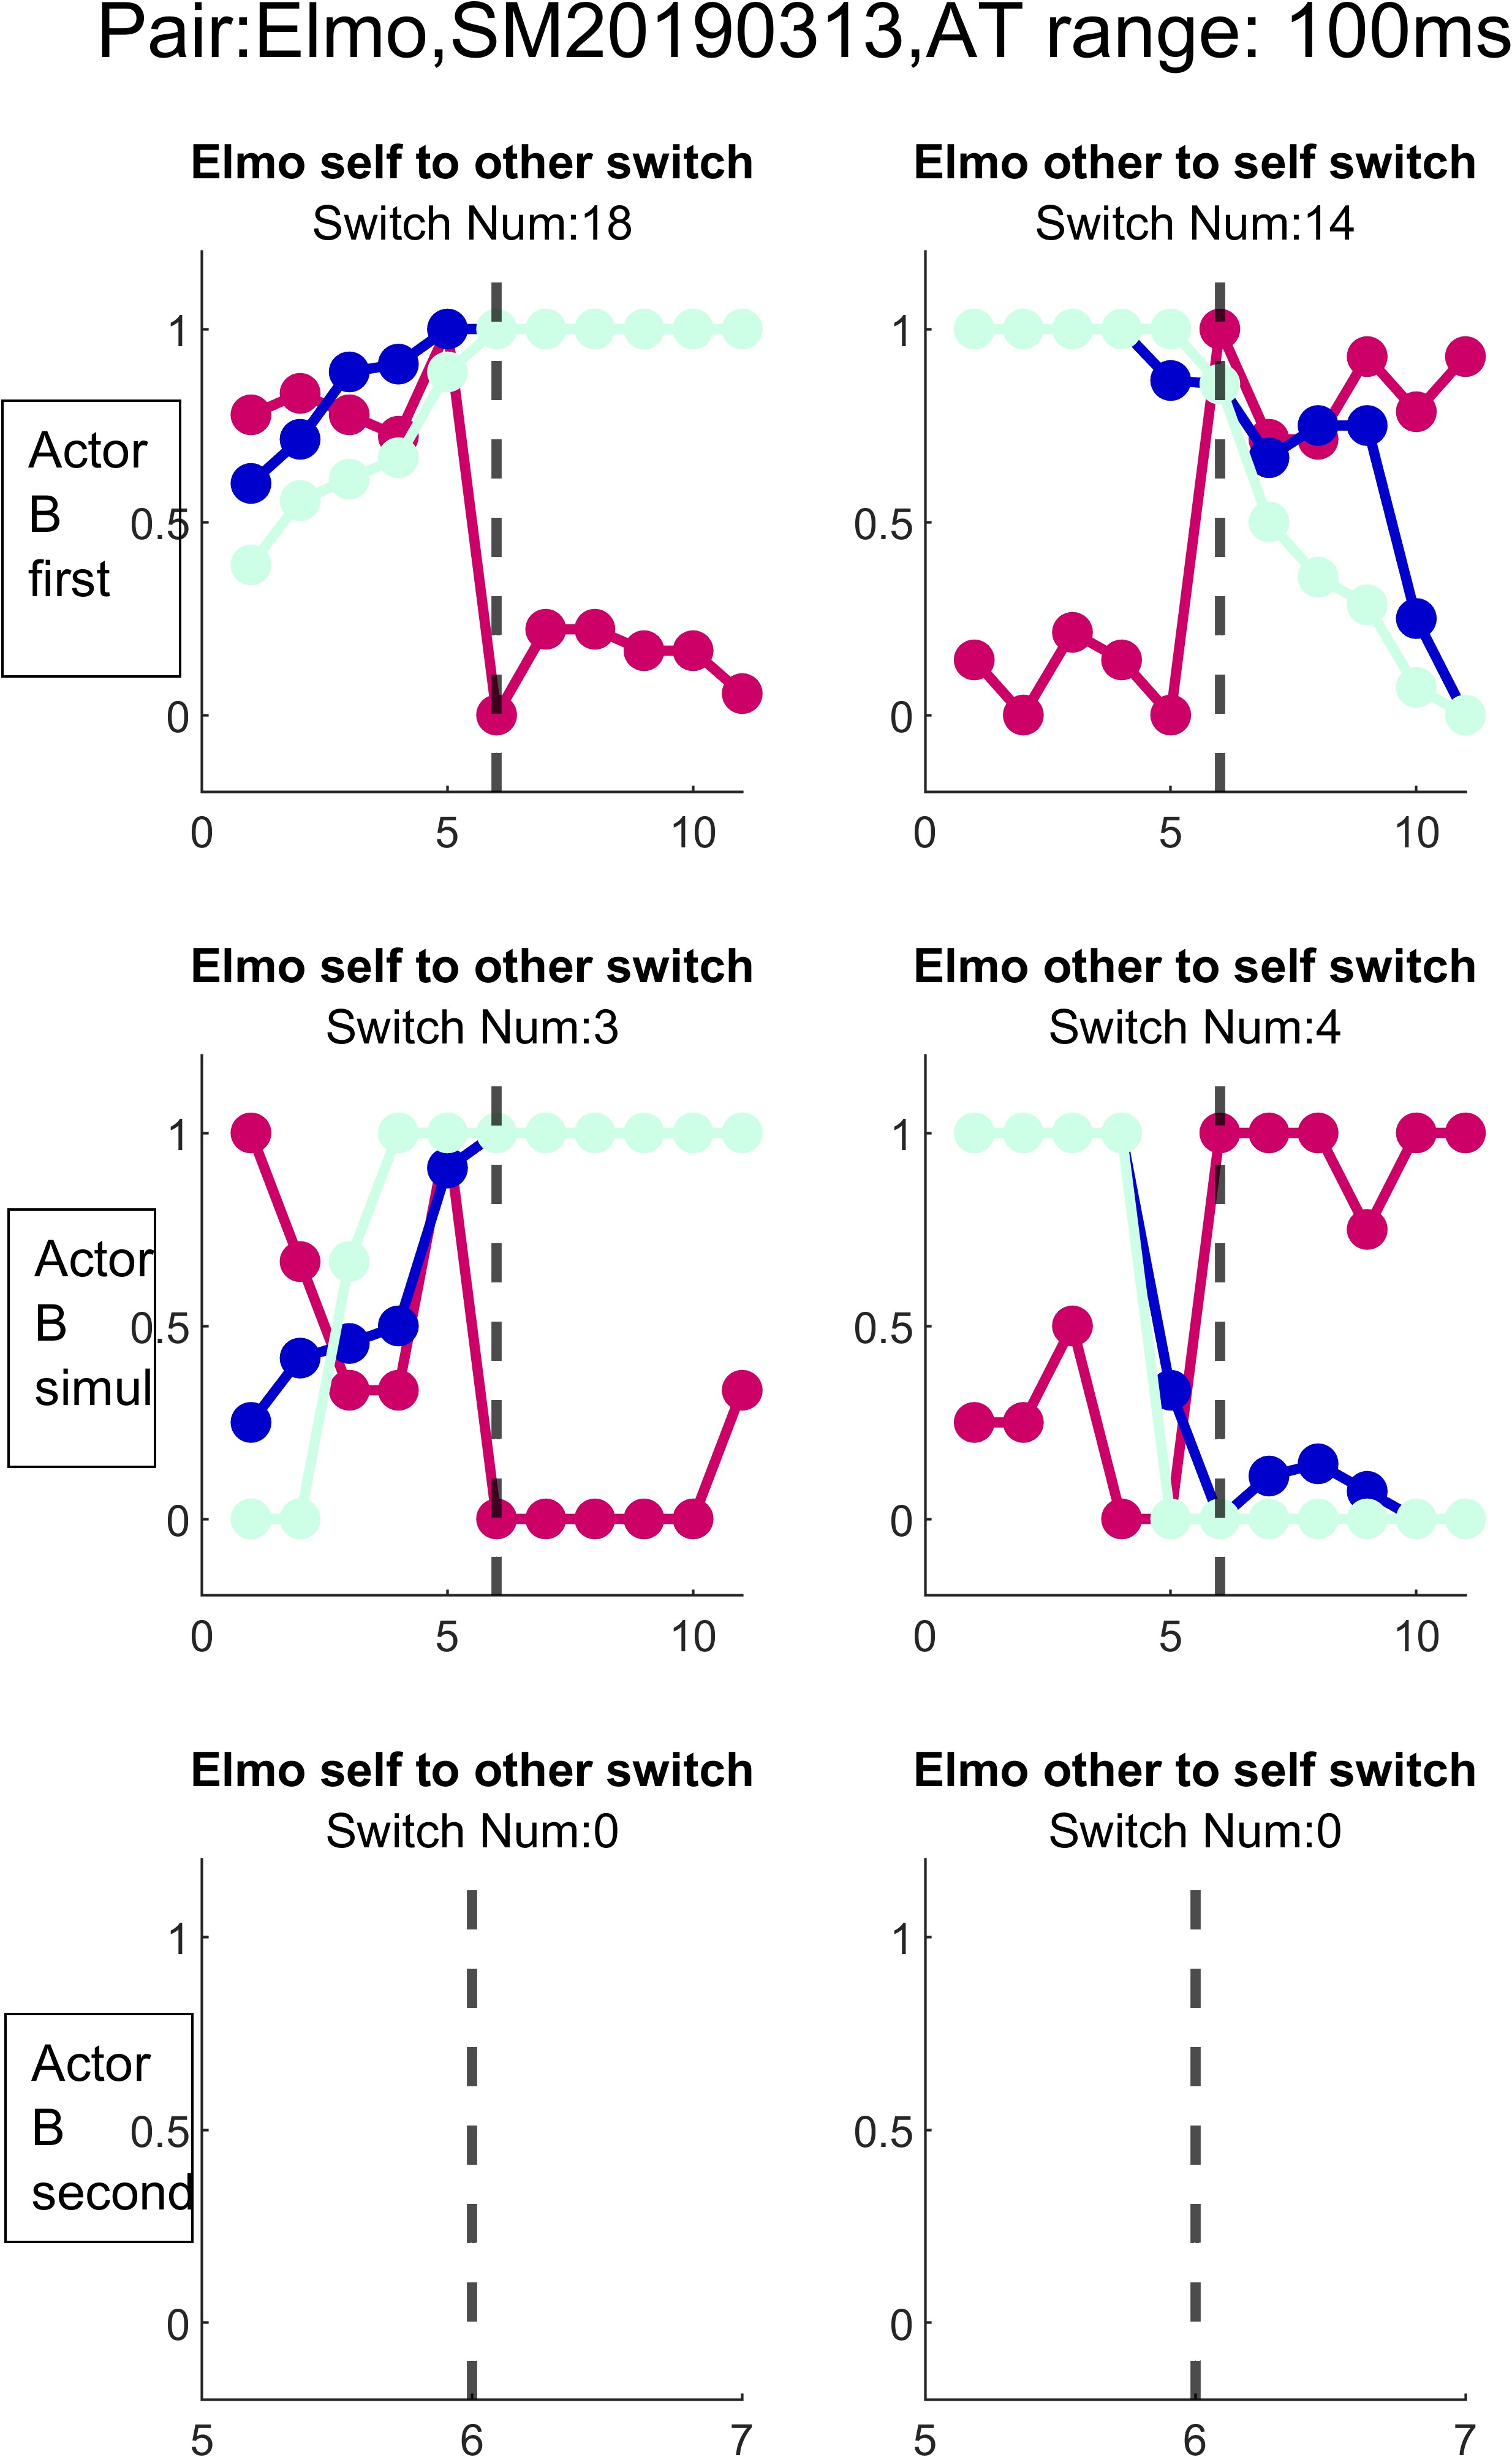 Pair:Elmo,SM20190313,AT range: 100ms
Elmo self to other switch
Switch Num:18
Elmo other to self switch
Switch Num:14
Actor
B
first
1
0.5
0
0
5
10
1
0.5
0
0
5
10
Elmo self to other switch
Switch Num:3
Elmo other to self switch
Switch Num:4
Actor
B
simul
1
0.5
0
0
5
10
1
0.5
0
0
5
10
Elmo self to other switch
Switch Num:0
Elmo other to self switch
Switch Num:0
Actor
B
second
1
0.5
0
5
6
7
1
0.5
0
5
6
7